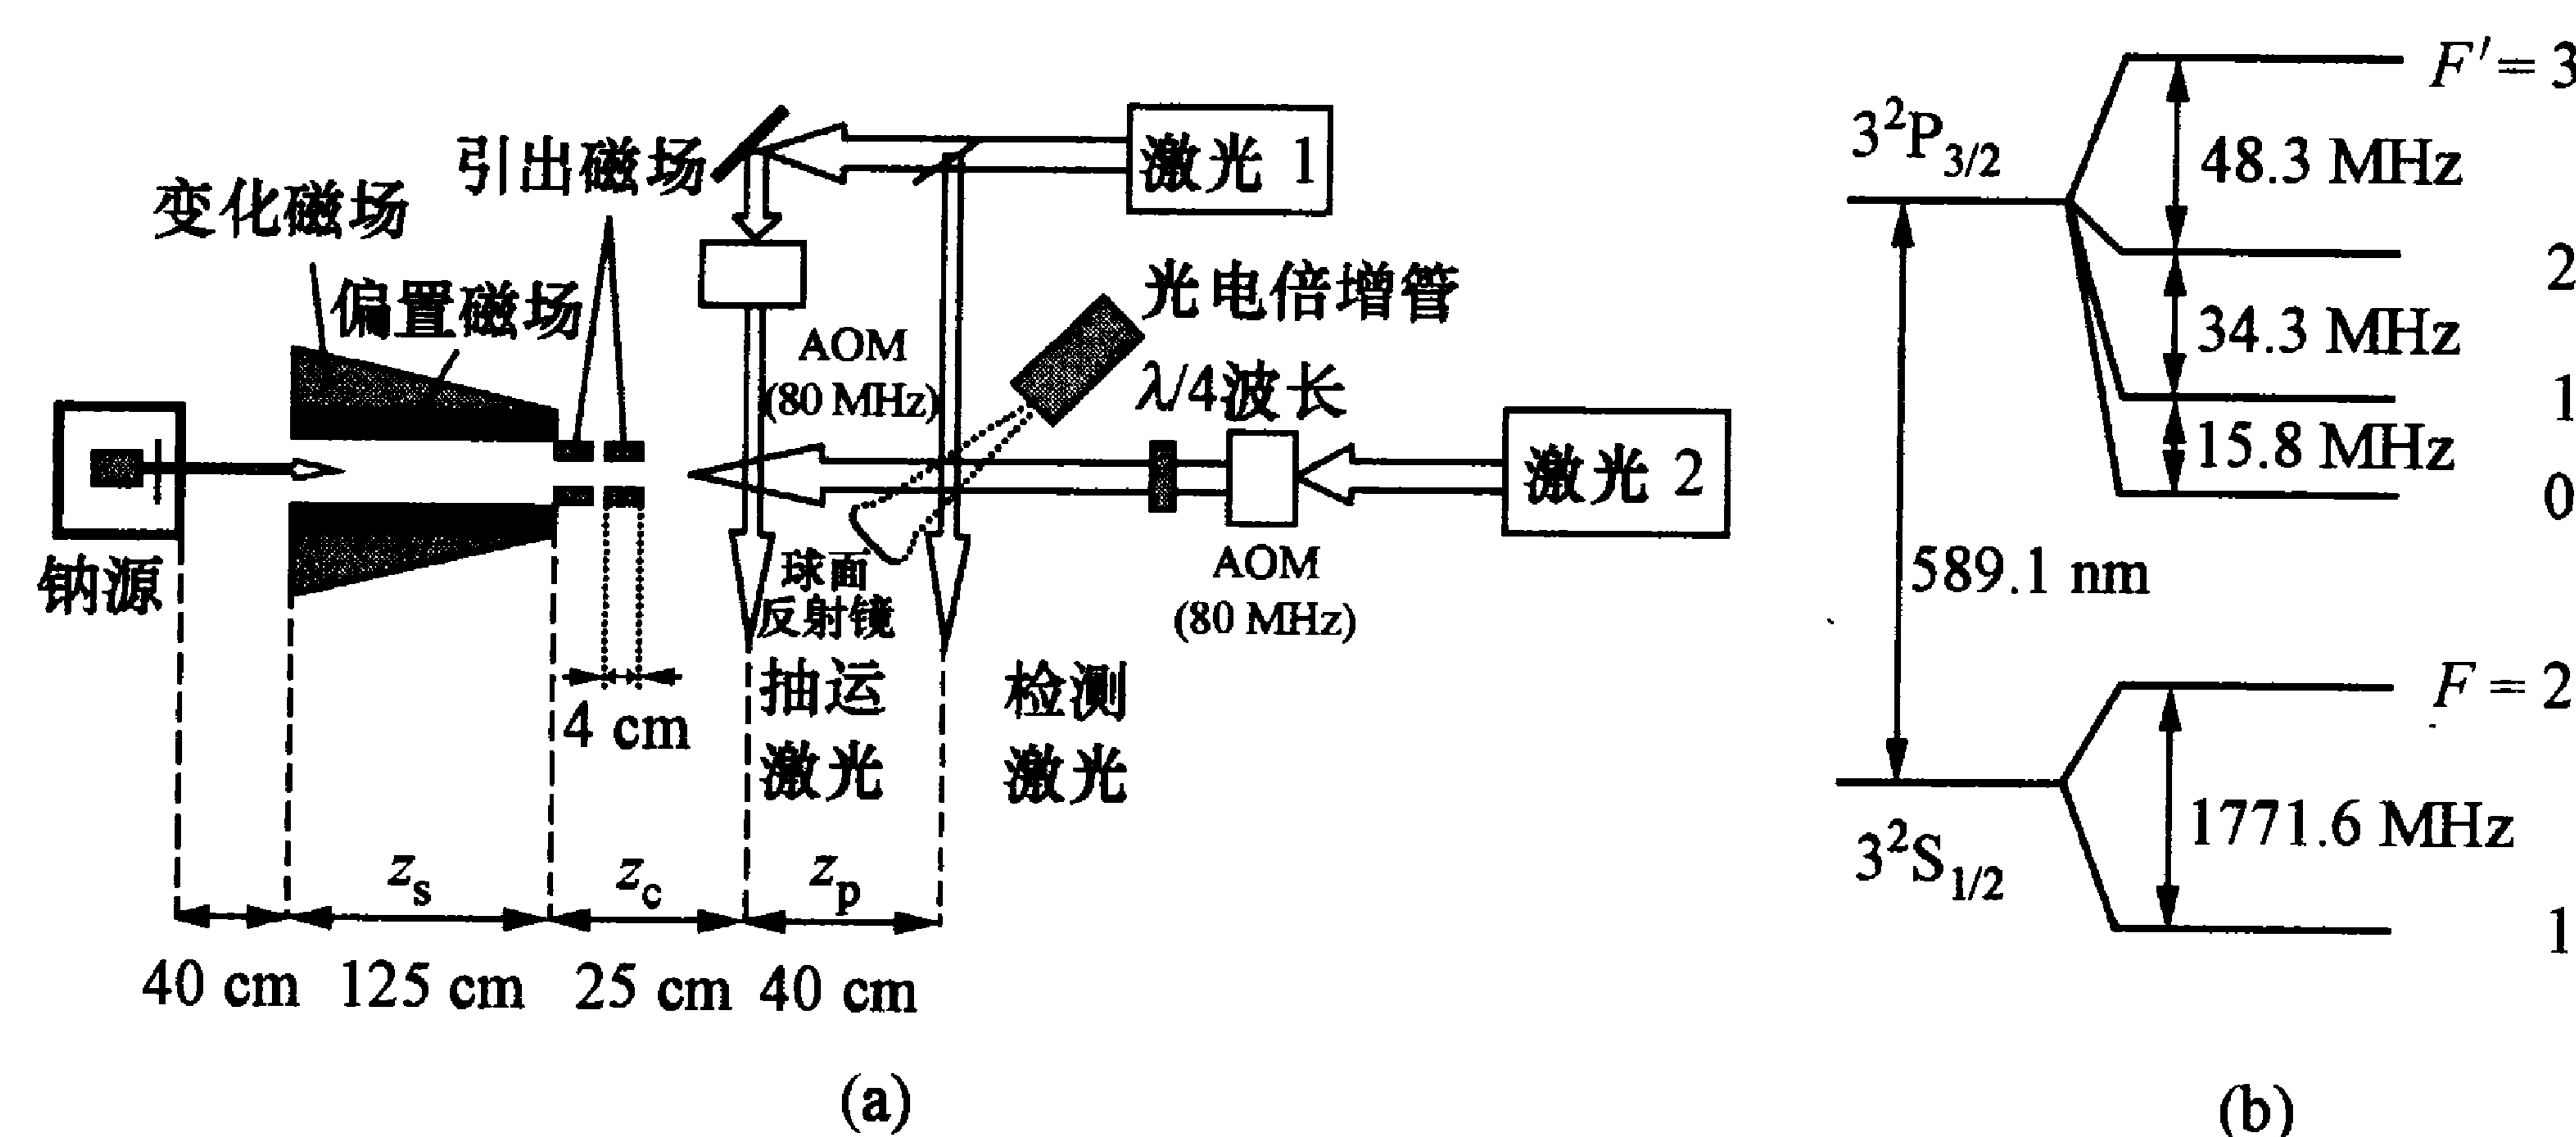 激光 1
引出磁场
变化磁场
偏置磁场
光电倍增管
AOM
(80 MHz)
λ/4波长
激光 2
钠源
球面
反射镜
AOM
(80 MHz)
抽运
激光
检测
激光
4 cm
z_s
z_c
z_p
40 cm
125 cm
25 cm
40 cm
(a)
F' = 3
3²P_{3/2}
48.3 MHz
2
34.3 MHz
1
15.8 MHz
0
589.1 nm
F = 2
1771.6 MHz
3²S_{1/2}
1
(b)